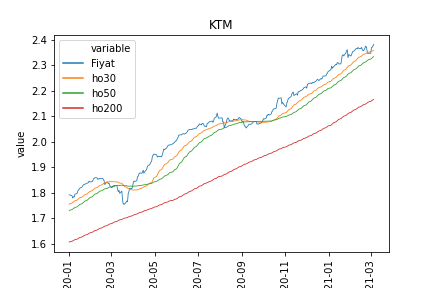 KTM
variable
Fiyat
ho30
ho50
ho200
value
2.4
2.3
2.2
2.1
2.0
1.9
1.8
1.7
1.6
20-01
20-03
20-05
20-07
20-09
20-11
21-01
21-03